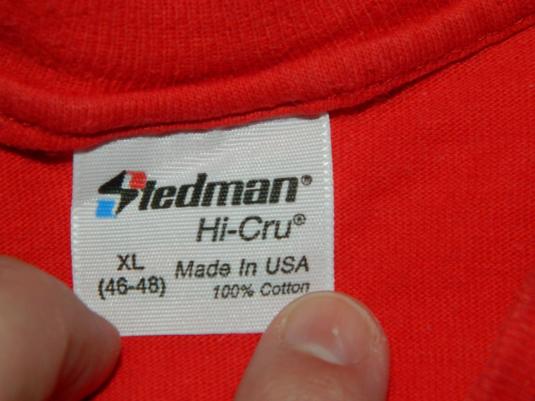 Stedman®
Hi-Cru®
XL Made In USA
(46-48) 100% Cotton